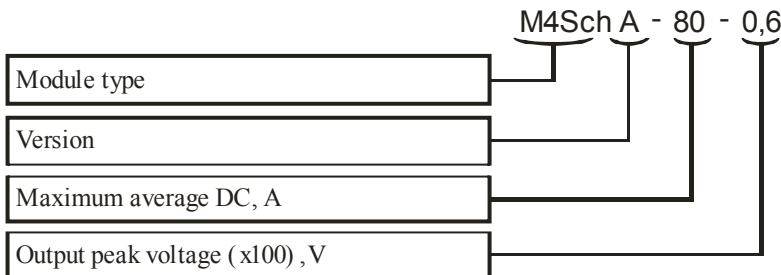 M4Sch A - 80 - 0,6
Module type
Version
Maximum average DC, A
Output peak voltage (x100) ,V